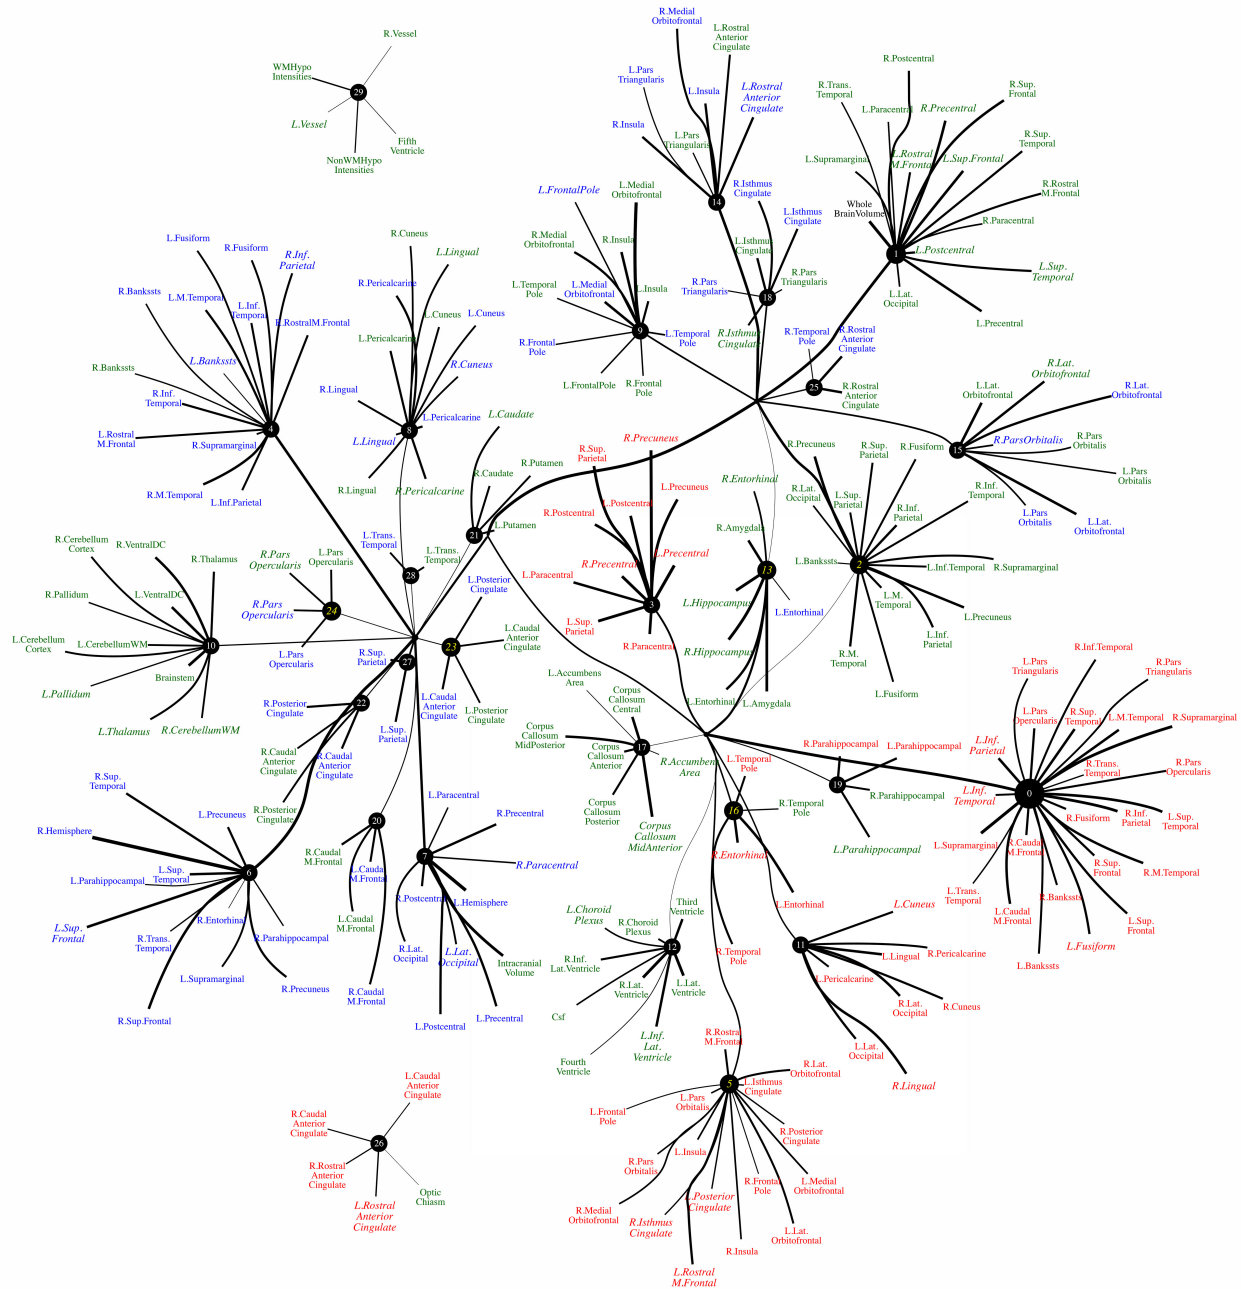 R.Vessel
WMHypo
Intensities
29
L.Vessel
Fifth
Ventricle
NonWMHypo
Intensities
R.Medial
Orbitofrontal
L.Rostral
Anterior
Cingulate
L.Pars
Triangularis
L.Insula
L.Rostral
Anterior
Cingulate
R.Insula
L.Pars
Triangularis
14
R.Postcentral
R.Trans.
Temporal
R.Sup.
Frontal
L.Paracentral
R.Precentral
R.Sup.
Temporal
L.Supramarginal
L.Rostral
M.Frontal
L.Sup.Frontal
R.Rostral
M.Frontal
Whole
BrainVolume
R.Paracentral
1
L.Postcentral
L.Sup.
Temporal
L.Lat.
Occipital
L.Precentral
L.FrontalPole
L.Medial
Orbitofrontal
R.Medial
Orbitofrontal
R.Insula
L.Temporal
Pole
L.Medial
Orbitofrontal
L.Insula
9
L.Temporal
Pole
R.Frontal
Pole
L.FrontalPole
R.Frontal
Pole
R.Isthmus
Cingulate
L.Isthmus
Cingulate
L.Isthmus
Cingulate
R.Pars
Triangularis
18
R.Pars
Triangularis
R.Isthmus
Cingulate
R.Temporal
Pole
R.Rostral
Anterior
Cingulate
25
R.Rostral
Anterior
Cingulate
L.Lat.
Orbitofrontal
R.Lat.
Orbitofrontal
R.Lat.
Orbitofrontal
15
R.ParsOrbitalis
R.Pars
Orbitalis
L.Pars
Orbitalis
L.Pars
Orbitalis
L.Lat.
Orbitofrontal
L.Fusiform
R.Fusiform
R.Inf.
Parietal
R.Bankssts
L.M.Temporal
L.Inf.
Temporal
R.RostralM.Frontal
L.Bankssts
R.Bankssts
R.Inf.
Temporal
4
L.Rostral
M.Frontal
R.Supramarginal
R.M.Temporal
L.Inf.Parietal
R.Cuneus
L.Lingual
R.Pericalcarine
L.Cuneus
L.Cuneus
L.Pericalcarine
R.Cuneus
R.Lingual
L.Pericalcarine
8
L.Lingual
R.Lingual
R.Pericalcarine
L.Caudate
R.Putamen
R.Caudate
L.Putamen
21
L.Trans.
Temporal
L.Trans.
Temporal
28
R.Sup.
Parietal
R.Precuneus
L.Precuneus
L.Postcentral
R.Postcentral
L.Precentral
R.Precentral
L.Paracentral
3
L.Sup.
Parietal
R.Paracentral
R.Entorhinal
R.Amygdala
13
L.Hippocampus
L.Entorhinal
R.Hippocampus
L.Entorhinal
L.Amygdala
R.Precuneus
R.Sup.
Parietal
R.Fusiform
R.Lat.
Occipital
L.Sup.
Parietal
R.Inf.
Temporal
R.Inf.
Parietal
L.Bankssts
2
L.Inf.Temporal
R.Supramarginal
L.M.
Temporal
L.Precuneus
L.Inf.
Parietal
R.M.
Temporal
L.Fusiform
R.Cerebellum
Cortex
R.VentralDC
R.Thalamus
R.Pallidum
L.VentralDC
L.Cerebellum
Cortex
L.CerebellumWM
10
Brainstem
L.Pallidum
L.Thalamus
R.CerebellumWM
R.Pars
Opercularis
L.Pars
Opercularis
24
R.Pars
Opercularis
L.Pars
Opercularis
L.Posterior
Cingulate
23
L.Caudal
Anterior
Cingulate
L.Caudal
Anterior
Cingulate
L.Posterior
Cingulate
R.Sup.
Parietal
27
L.Sup.
Parietal
R.Posterior
Cingulate
22
R.Caudal
Anterior
Cingulate
R.Caudal
Anterior
Cingulate
R.Posterior
Cingulate
R.Sup.
Temporal
L.Precuneus
R.Hemisphere
L.Sup.
Temporal
L.Parahippocampal
6
R.Entorhinal
L.Sup.
Frontal
R.Trans.
Temporal
R.Parahippocampal
L.Supramarginal
R.Precuneus
R.Sup.Frontal
20
R.Caudal
M.Frontal
L.Caudal
M.Frontal
L.Caudal
M.Frontal
R.Caudal
M.Frontal
L.Paracentral
R.Precentral
7
R.Paracentral
R.Postcentral
L.Hemisphere
R.Lat.
Occipital
L.Lat.
Occipital
Intracranial
Volume
L.Postcentral
L.Precentral
L.Accumbens
Area
Corpus
Callosum
Central
Corpus
Callosum
MidPosterior
Corpus
Callosum
Anterior
17
R.Accumbens
Area
Corpus
Callosum
Posterior
Corpus
Callosum
MidAnterior
L.Temporal
Pole
16
R.Temporal
Pole
R.Entorhinal
L.Entorhinal
R.Temporal
Pole
R.Parahippocampal
L.Parahippocampal
19
R.Parahippocampal
L.Parahippocampal
L.Pars
Triangularis
R.Inf.Temporal
R.Pars
Triangularis
L.Pars
Opercularis
R.Sup.
Temporal
L.M.Temporal
R.Supramarginal
L.Inf.
Parietal
R.Trans.
Temporal
R.Pars
Opercularis
L.Inf.
Temporal
0
R.Fusiform
R.Inf.
Parietal
L.Sup.
Temporal
L.Supramarginal
R.Caudal
M.Frontal
R.Sup.
Frontal
R.M.Temporal
L.Trans.
Temporal
R.Bankssts
L.Caudal
M.Frontal
L.Sup.
Frontal
L.Fusiform
L.Bankssts
L.Choroid
Plexus
Third
Ventricle
R.Choroid
Plexus
12
R.Inf.
Lat.Ventricle
R.Lat.
Ventricle
L.Lat.
Ventricle
Csf
L.Inf.
Lat.
Ventricle
Fourth
Ventricle
L.Cuneus
11
L.Lingual
R.Pericalcarine
L.Pericalcarine
R.Lat.
Occipital
R.Cuneus
L.Lat.
Occipital
R.Lingual
R.Rostral
M.Frontal
R.Lat.
Orbitofrontal
5
L.Isthmus
Cingulate
L.Pars
Orbitalis
L.Frontal
Pole
R.Posterior
Cingulate
L.Insula
R.Pars
Orbitalis
R.Frontal
Pole
L.Medial
Orbitofrontal
R.Medial
Orbitofrontal
L.Posterior
Cingulate
R.Isthmus
Cingulate
L.Lat.
Orbitofrontal
R.Insula
L.Rostral
M.Frontal
L.Caudal
Anterior
Cingulate
R.Caudal
Anterior
Cingulate
26
R.Rostral
Anterior
Cingulate
Optic
Chiasm
L.Rostral
Anterior
Cingulate